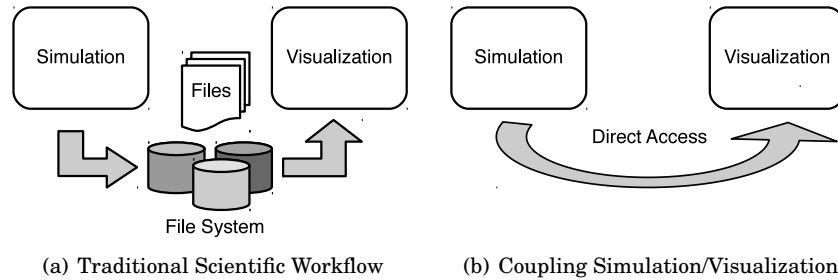 Simulation
Visualization
Files
File System
(a) Traditional Scientific Workflow
Simulation
Visualization
Direct Access
(b) Coupling Simulation/Visualization